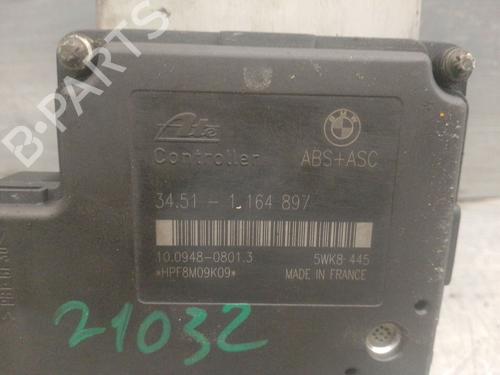 Ate
BMW
Controller ABS+ASC
34.51 - 1 164 897
10.0948-0801.3 5WK8 445
*HPF8M09K09* MADE IN FRANCE
21032
B-PARTS